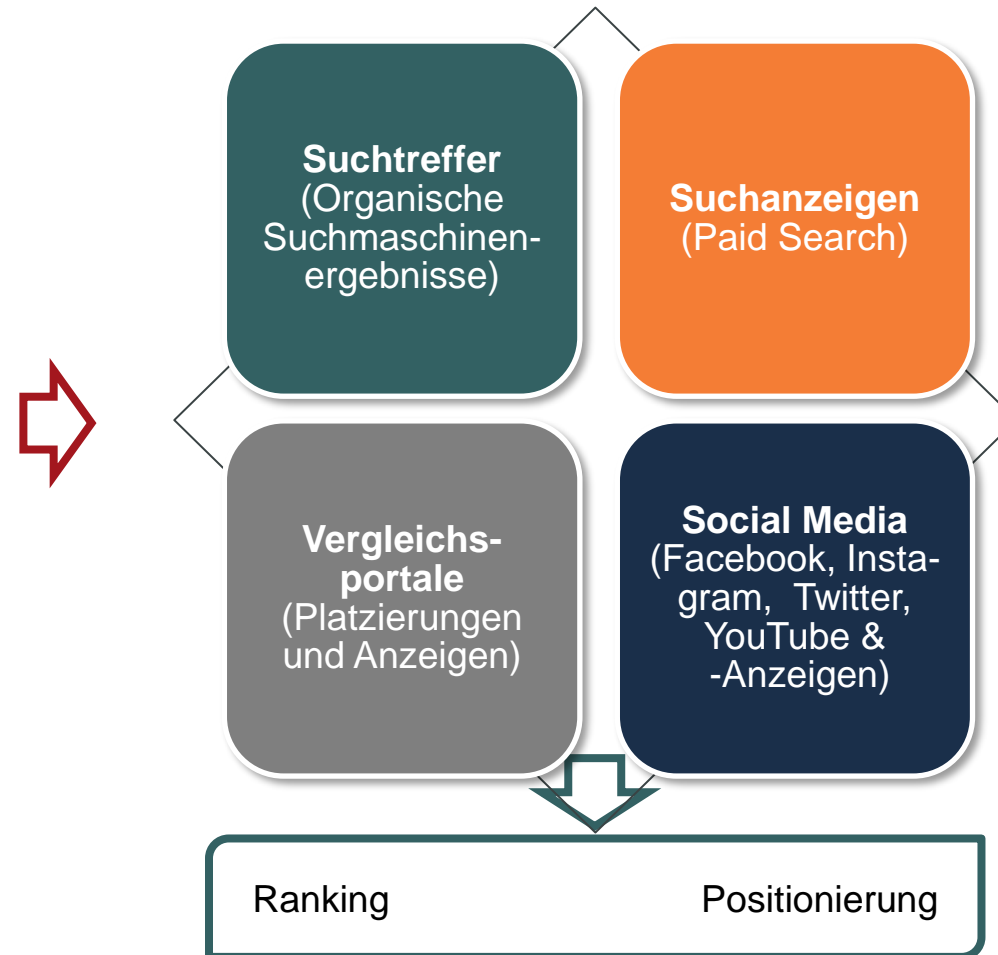 Suchtreffer
(Organische
Suchmaschinen-
ergebnisse)
Suchanzeigen
(Paid Search)
Vergleichs-
portale
(Platzierungen
und Anzeigen)
Social Media
(Facebook, Insta-
gram, Twitter,
YouTube &
-Anzeigen)
Ranking Positionierung